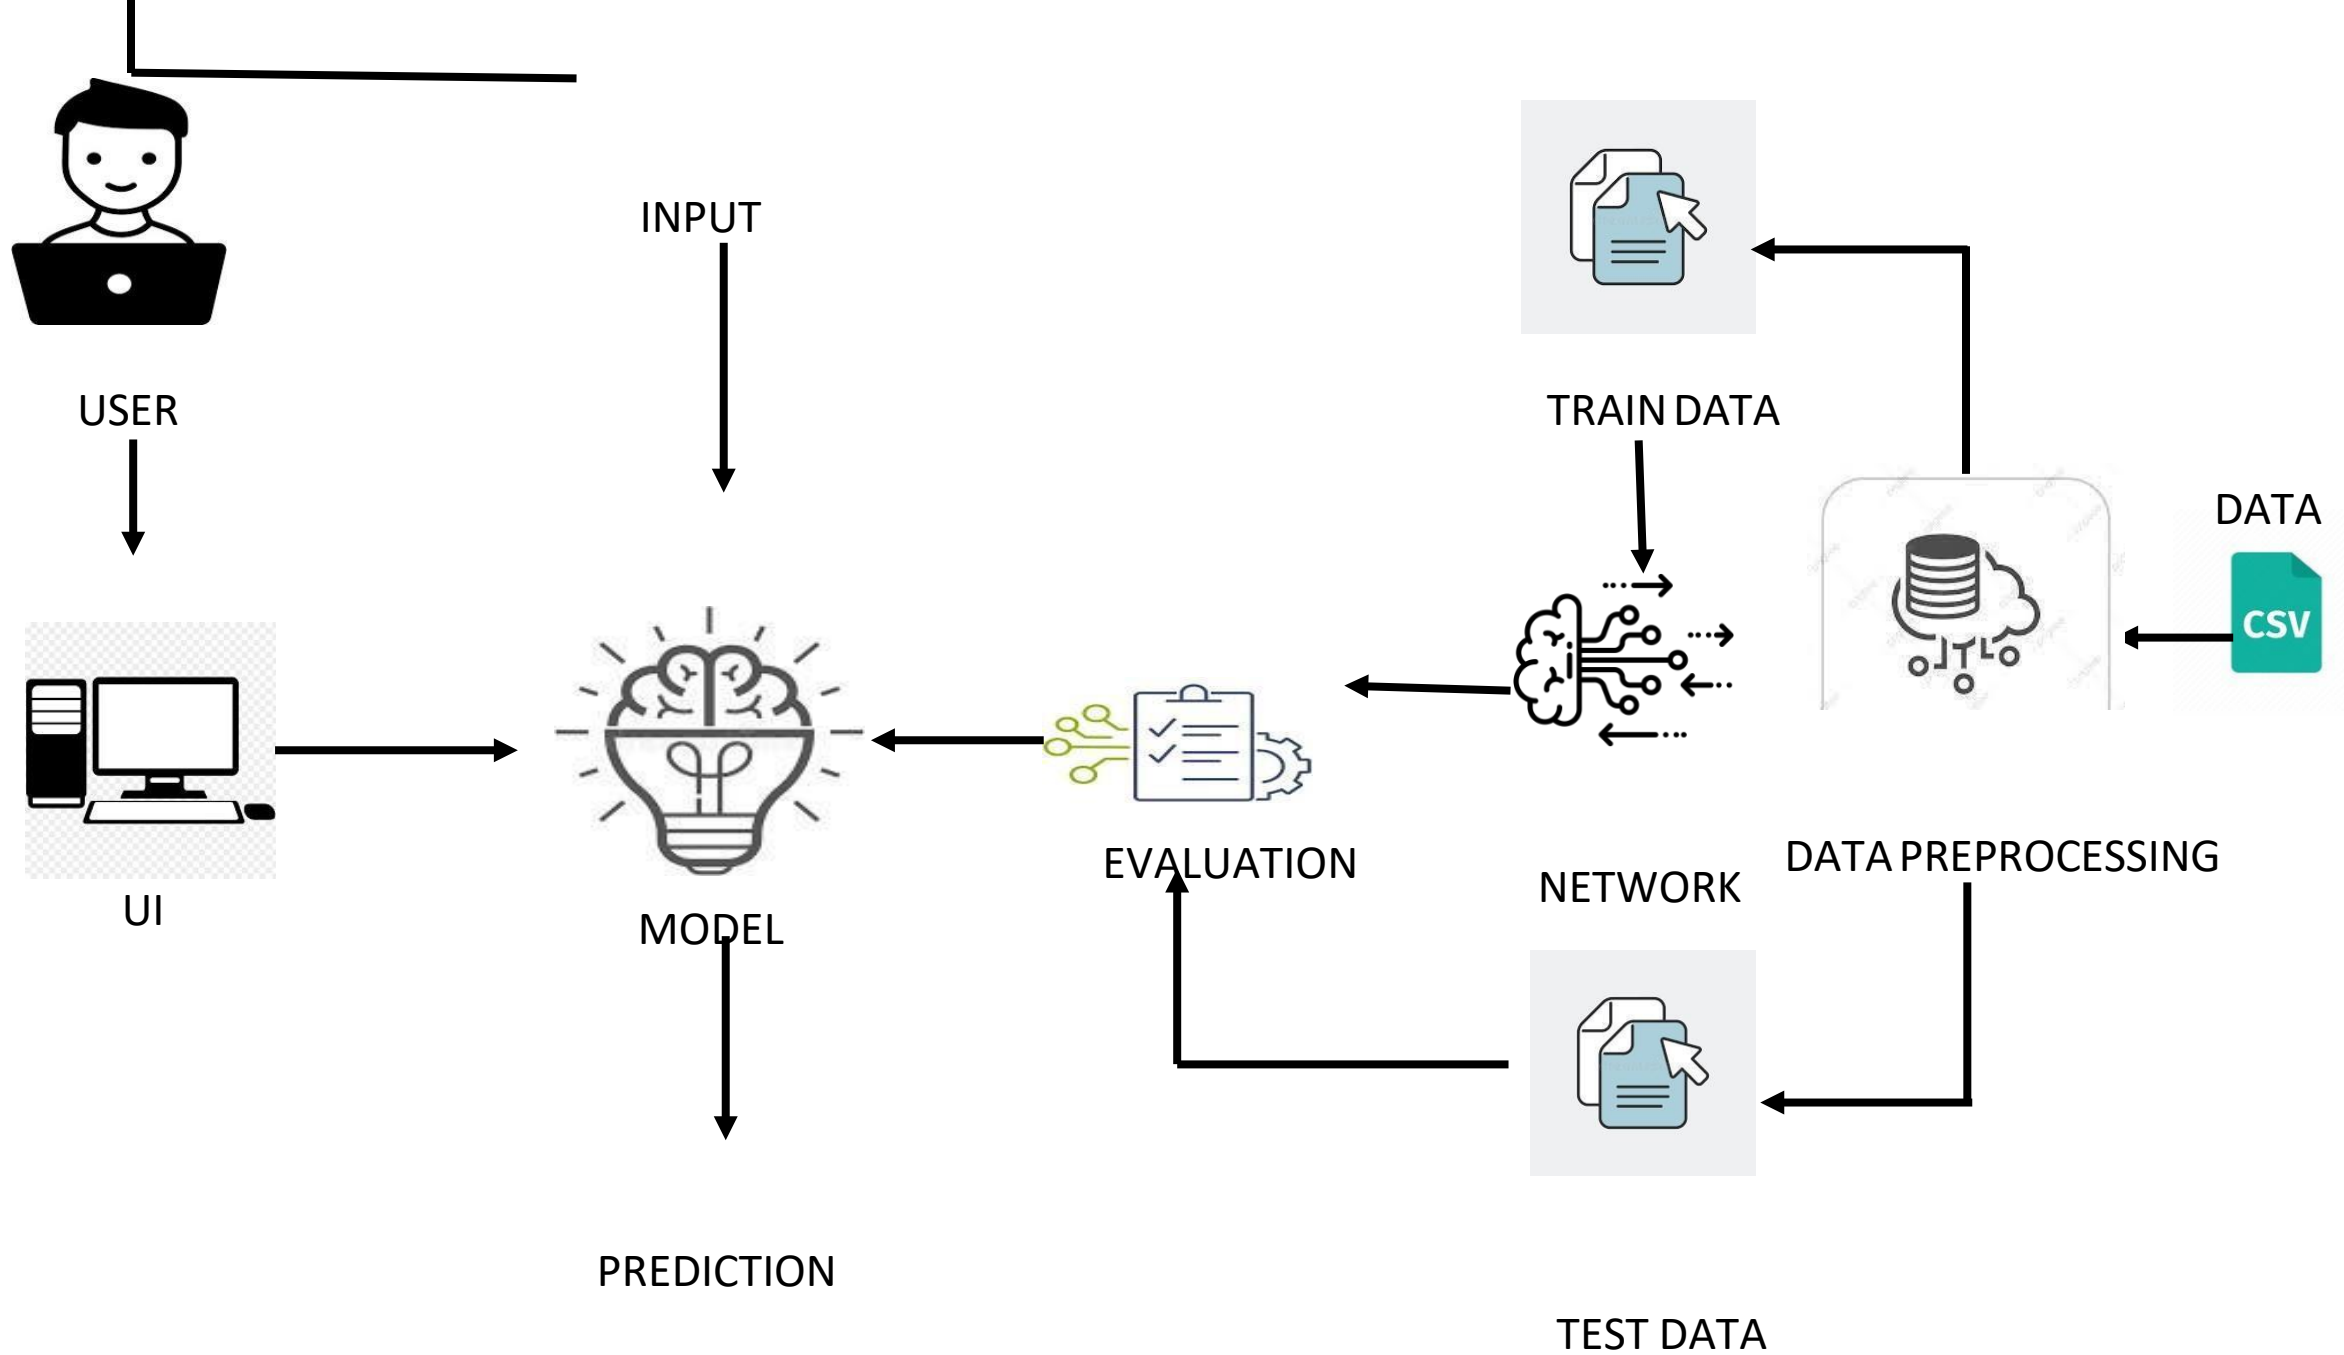 INPUT
USER
TRAIN DATA
DATA
CSV
EVALUATION
DATA PREPROCESSING
NETWORK
UI
MODEL
PREDICTION
TEST DATA